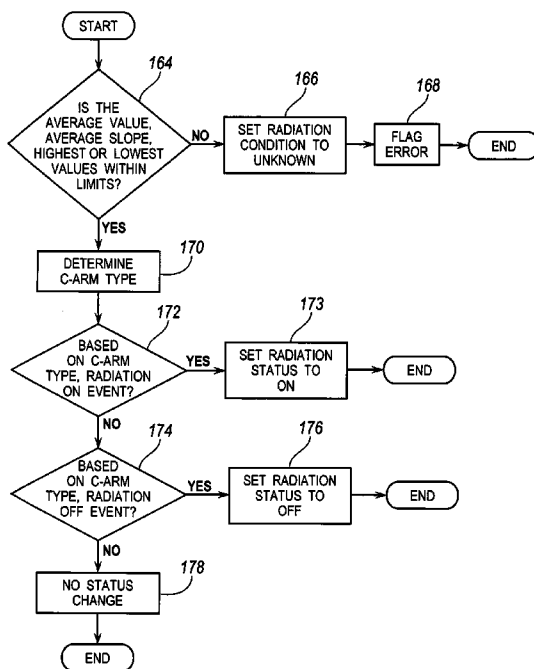 START
164
IS THE
AVERAGE VALUE,
AVERAGE SLOPE,
HIGHEST OR LOWEST
VALUES WITHIN
LIMITS?
NO
166
SET RADIATION
CONDITION TO
UNKNOWN
168
FLAG
ERROR
END
YES
170
DETERMINE
C-ARM TYPE
172
BASED
ON C-ARM
TYPE, RADIATION
ON EVENT?
YES
173
SET RADIATION
STATUS TO
ON
END
NO
174
BASED
ON C-ARM
TYPE, RADIATION
OFF EVENT?
YES
176
SET RADIATION
STATUS TO
OFF
END
NO
178
NO STATUS
CHANGE
END